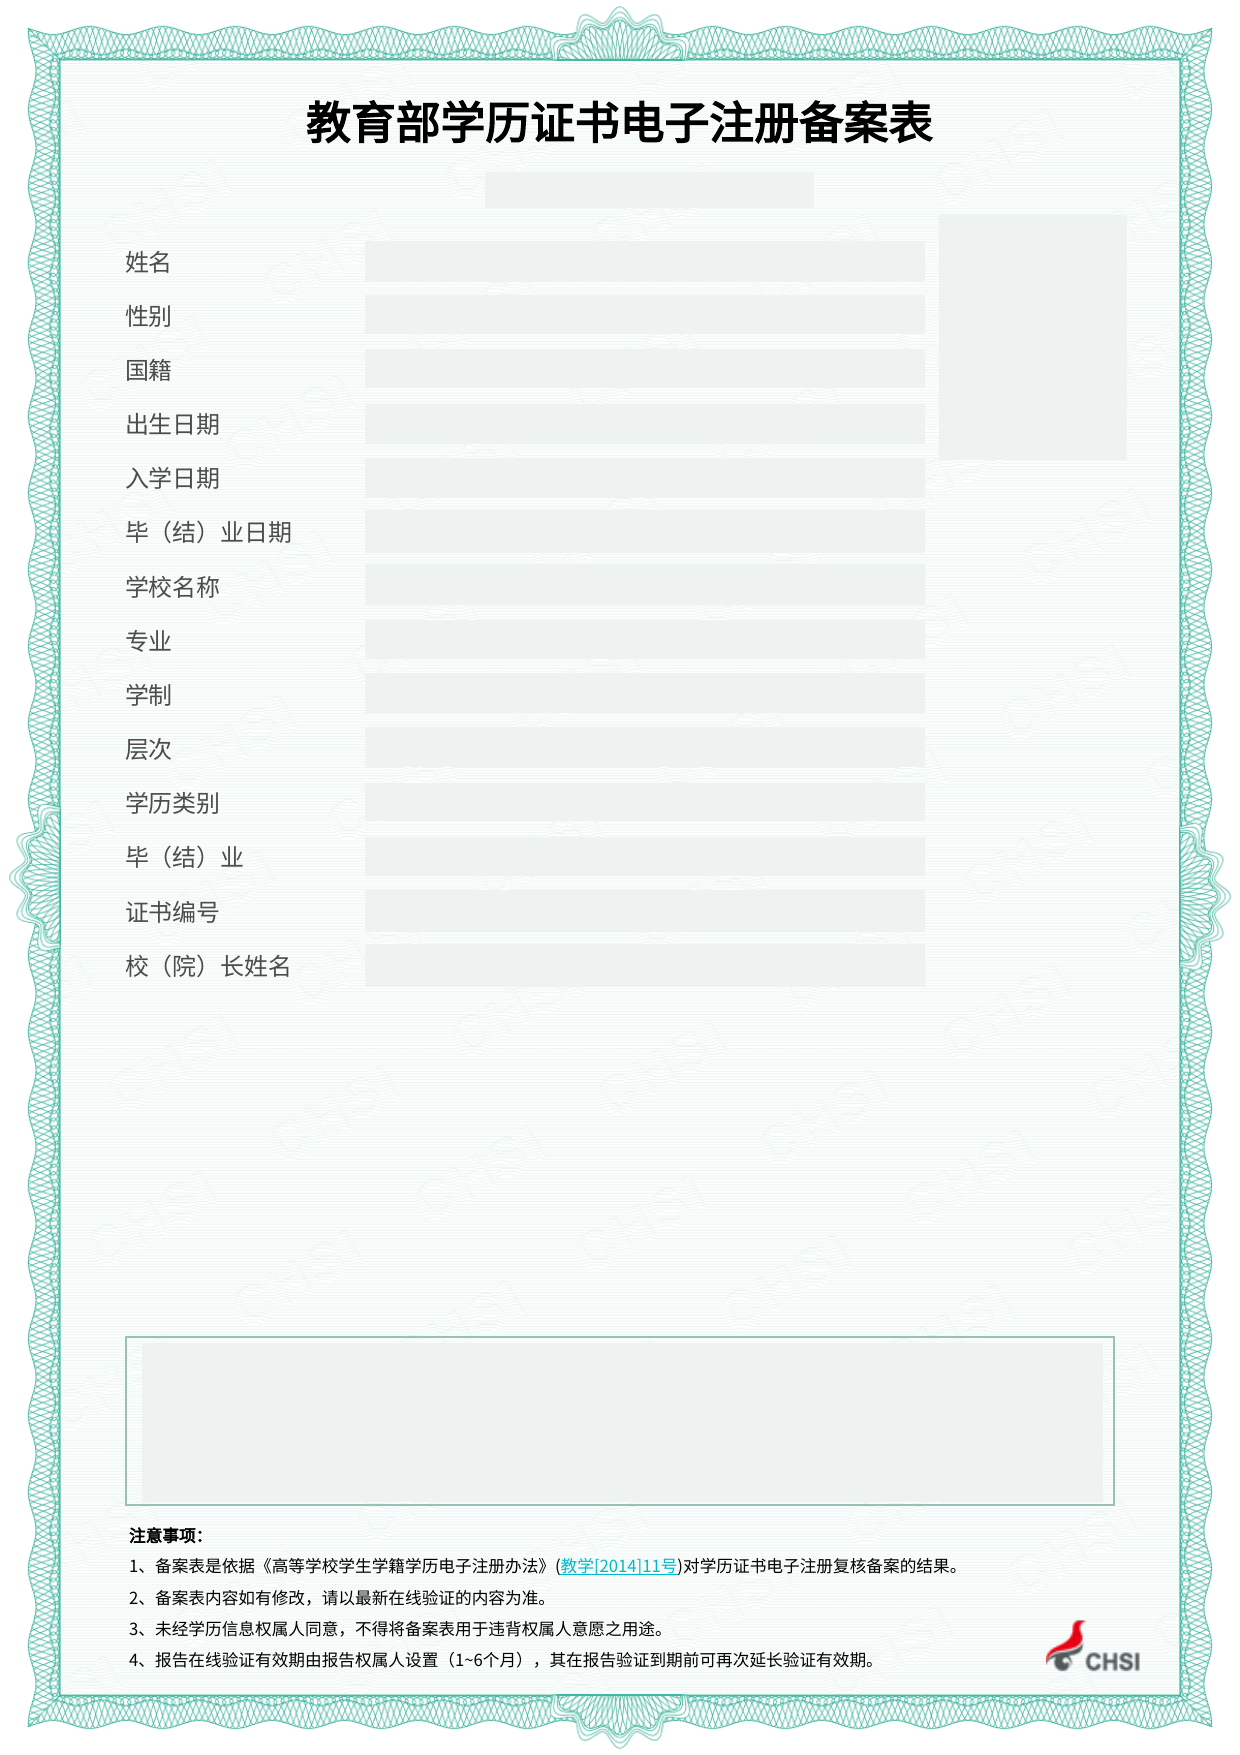 教育部学历证书电子注册备案表
姓名
性别
国籍
出生日期
入学日期
毕（结）业日期
学校名称
专业
学制
层次
学历类别
毕（结）业
证书编号
校（院）长姓名
注意事项：
1、备案表是依据《高等学校学生学籍学历电子注册办法》(教学[2014]11号)对学历证书电子注册复核备案的结果。
2、备案表内容如有修改，请以最新在线验证的内容为准。
3、未经学历信息权属人同意，不得将备案表用于违背权属人意愿之用途。
4、报告在线验证有效期由报告权属人设置（1~6个月），其在报告验证到期前可再次延长验证有效期。
CHSI